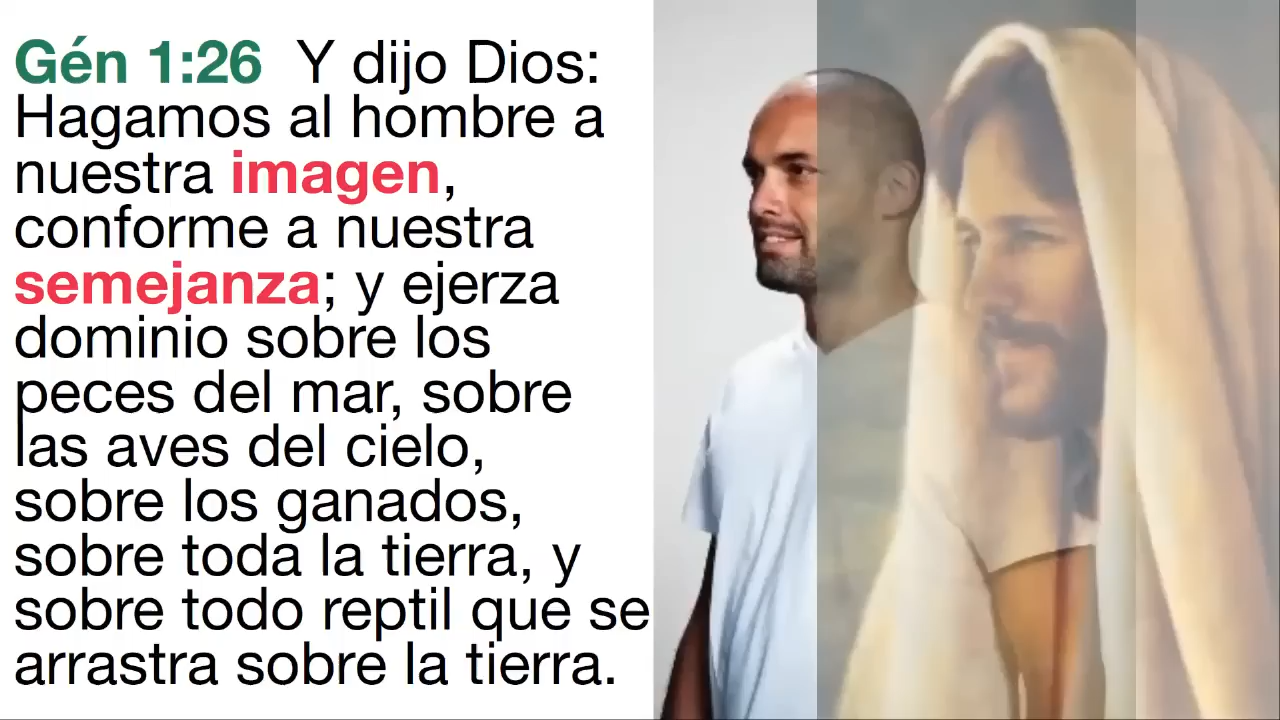 Gén 1:26 Y dijo Dios:
Hagamos al hombre a
nuestra imagen,
conforme a nuestra
semejanza; y ejerza
dominio sobre los
peces del mar, sobre
las aves del cielo,
sobre los ganados,
sobre toda la tierra, y
sobre todo reptil que se
arrastra sobre la tierra.